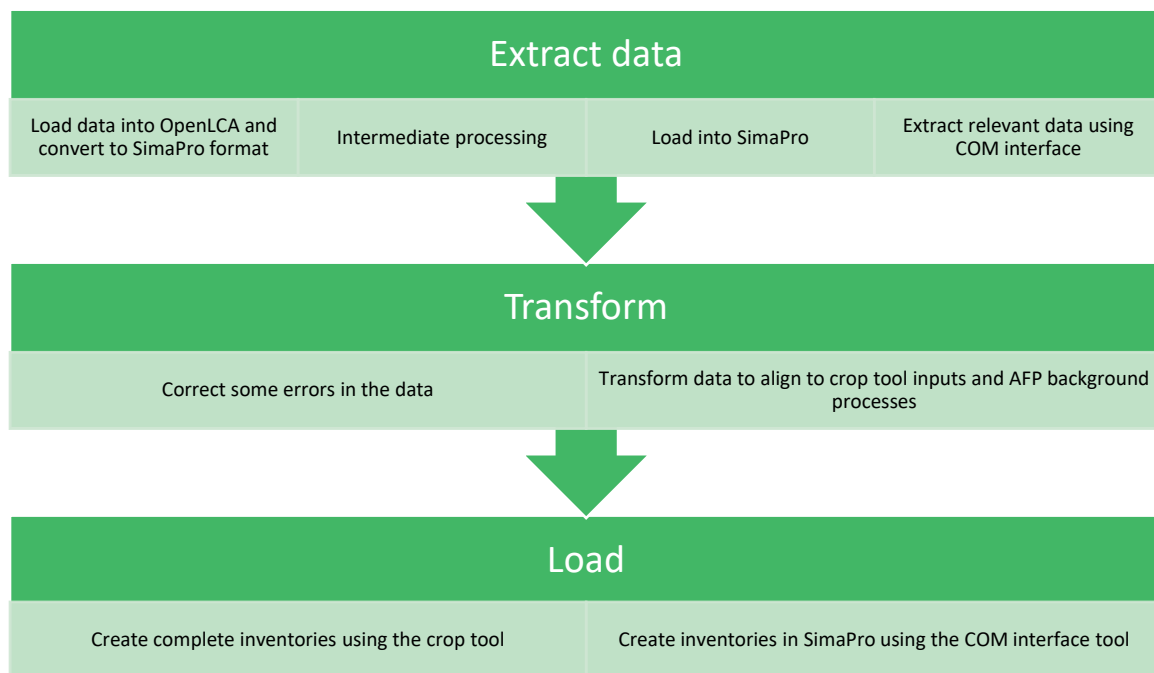 Extract data
Load data into OpenLCA and
convert to SimaPro format
Intermediate processing
Load into SimaPro
Extract relevant data using
COM interface
Transform
Correct some errors in the data
Transform data to align to crop tool inputs and AFP background
processes
Load
Create complete inventories using the crop tool
Create inventories in SimaPro using the COM interface tool